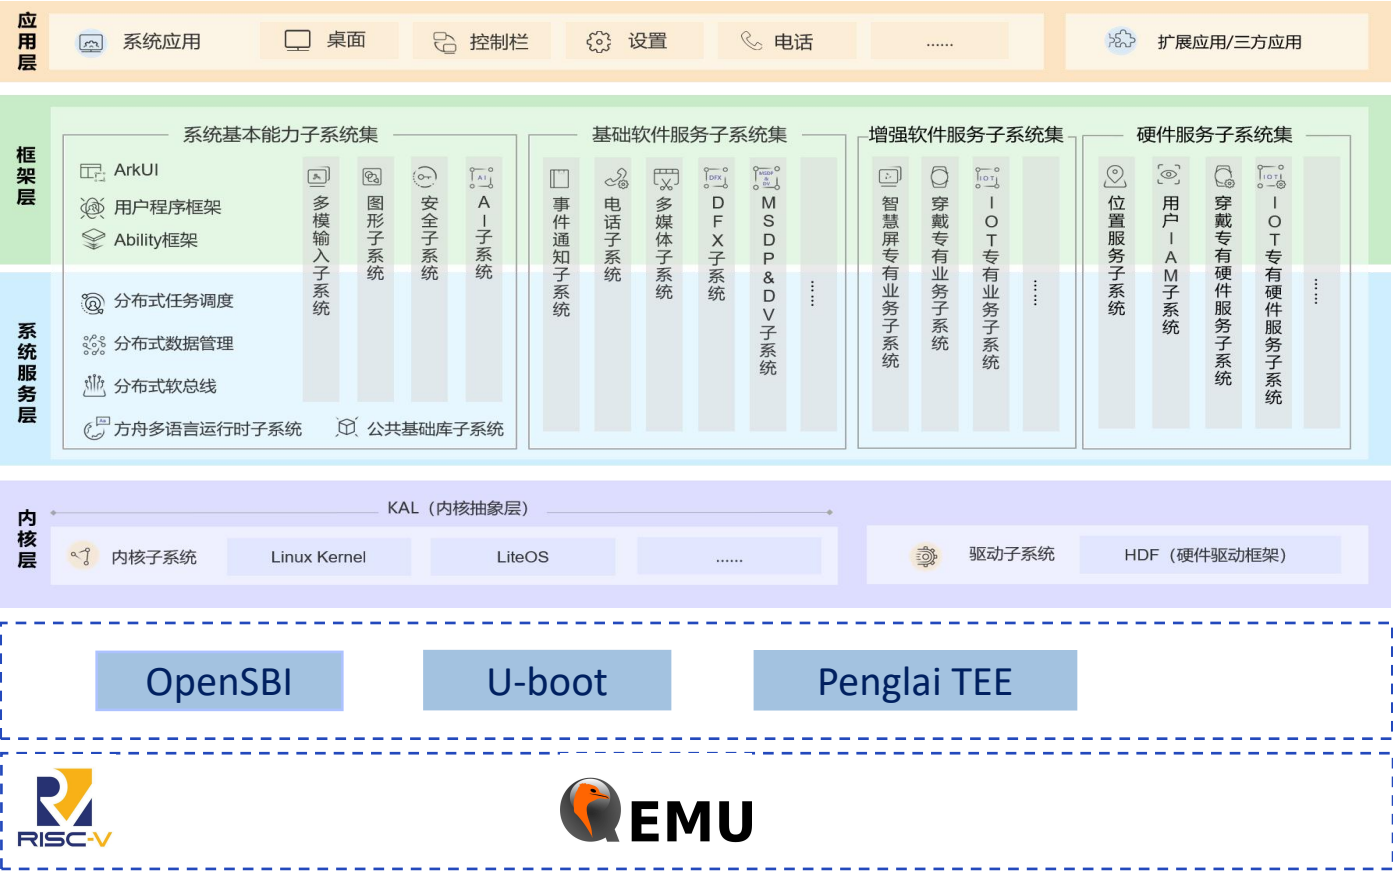 应用层
系统应用
桌面
控制栏
设置
电话
......
扩展应用/三方应用
框架层
系统服务层
系统基本能力子系统集
ArkUI
用户程序框架
Ability框架
分布式任务调度
分布式数据管理
分布式软总线
方舟多语言运行时子系统
公共基础库子系统
多模输入子系统
图形子系统
安全子系统
AI
AI子系统
基础软件服务子系统集
事件通知子系统
电话子系统
多媒体子系统
DFX
DFX子系统
MSDP
&
DV
MSDP&DV子系统
......
增强软件服务子系统集
智慧屏专有业务子系统
穿戴专有业务子系统
IOT
IOT专有业务子系统
......
硬件服务子系统集
位置服务子系统
用户IAM子系统
穿戴专有硬件服务子系统
IOT
IOT专有硬件服务子系统
......
内核层
KAL（内核抽象层）
内核子系统
Linux Kernel
LiteOS
......
驱动子系统
HDF（硬件驱动框架）
OpenSBI
U-boot
Penglai TEE
RISC-V
QEMU